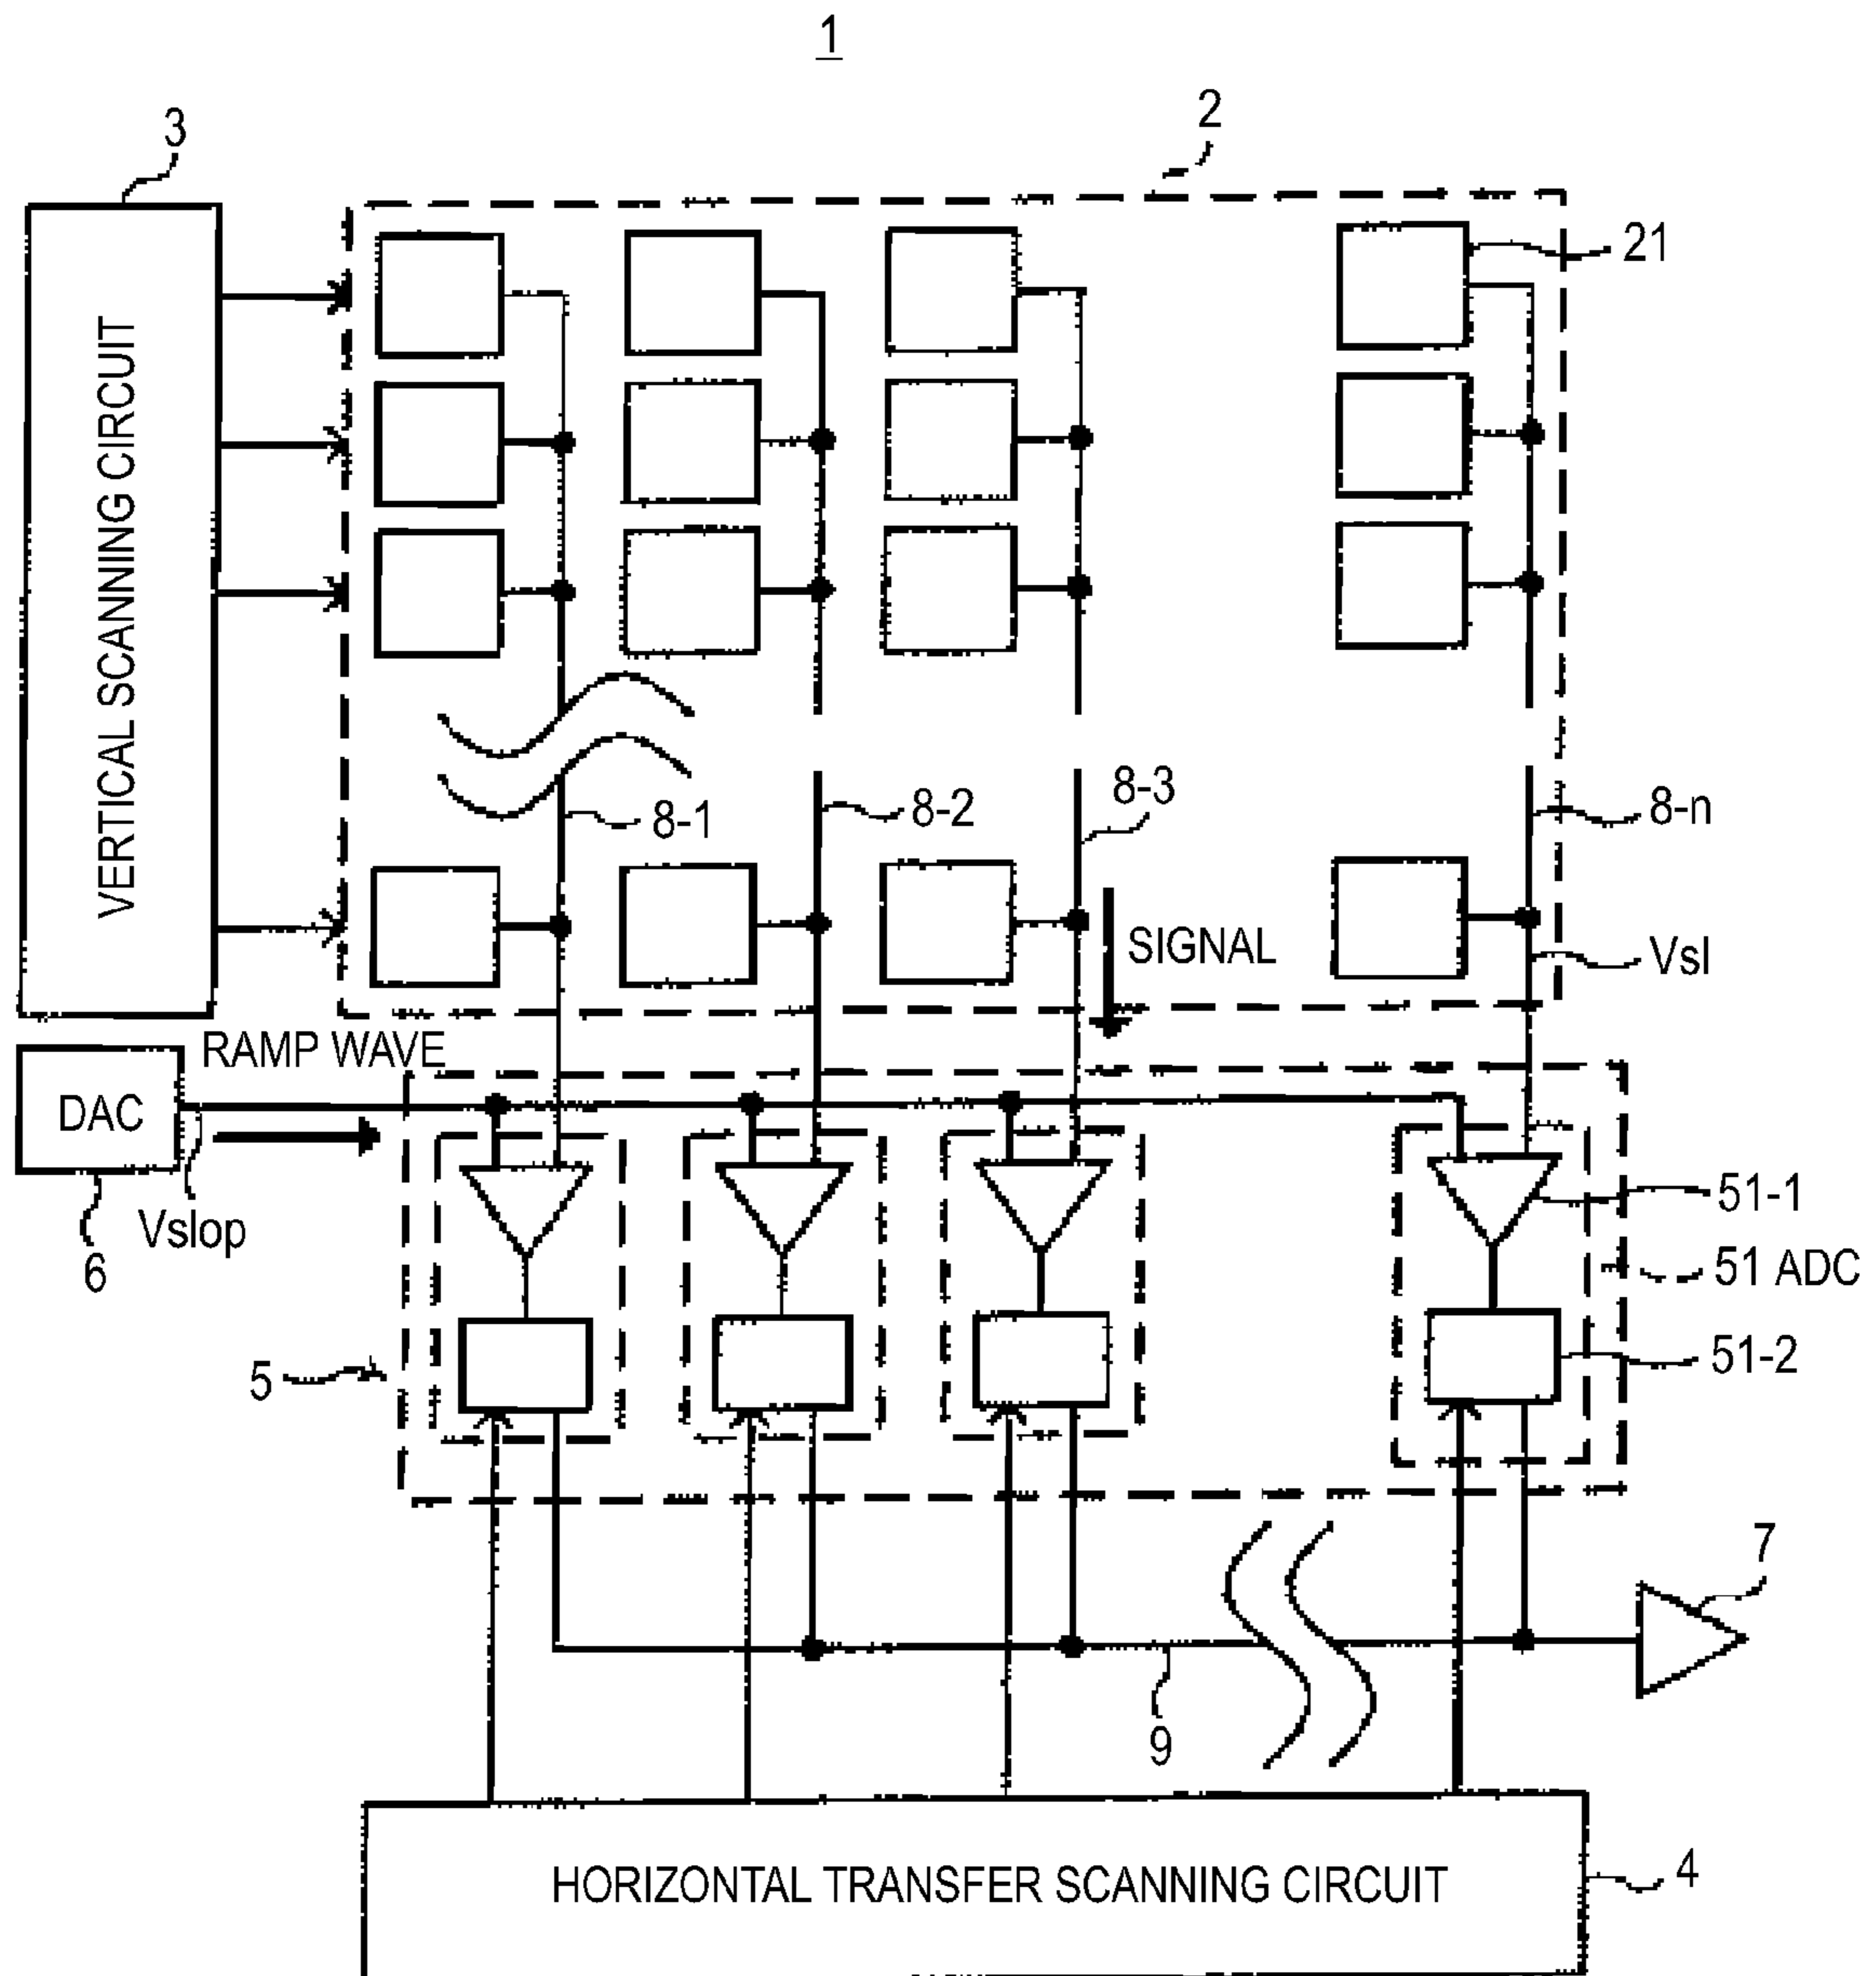 1
2
3
21
VERTICAL SCANNING CIRCUIT
8-1
8-2
8-3
8-n
SIGNAL
Vsl
RAMP WAVE
DAC
Vslop
6
51-1
51 ADC
51-2
5
7
9
HORIZONTAL TRANSFER SCANNING CIRCUIT
4